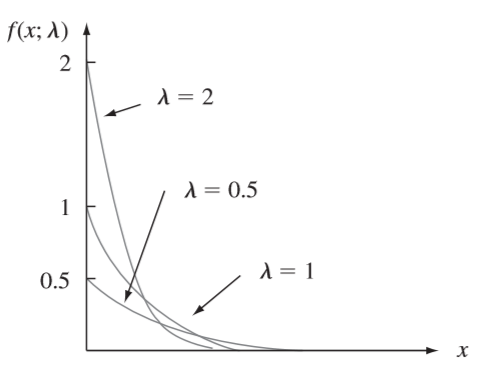 f(x; λ)
2
λ = 2
1
λ = 0.5
0.5
λ = 1
x